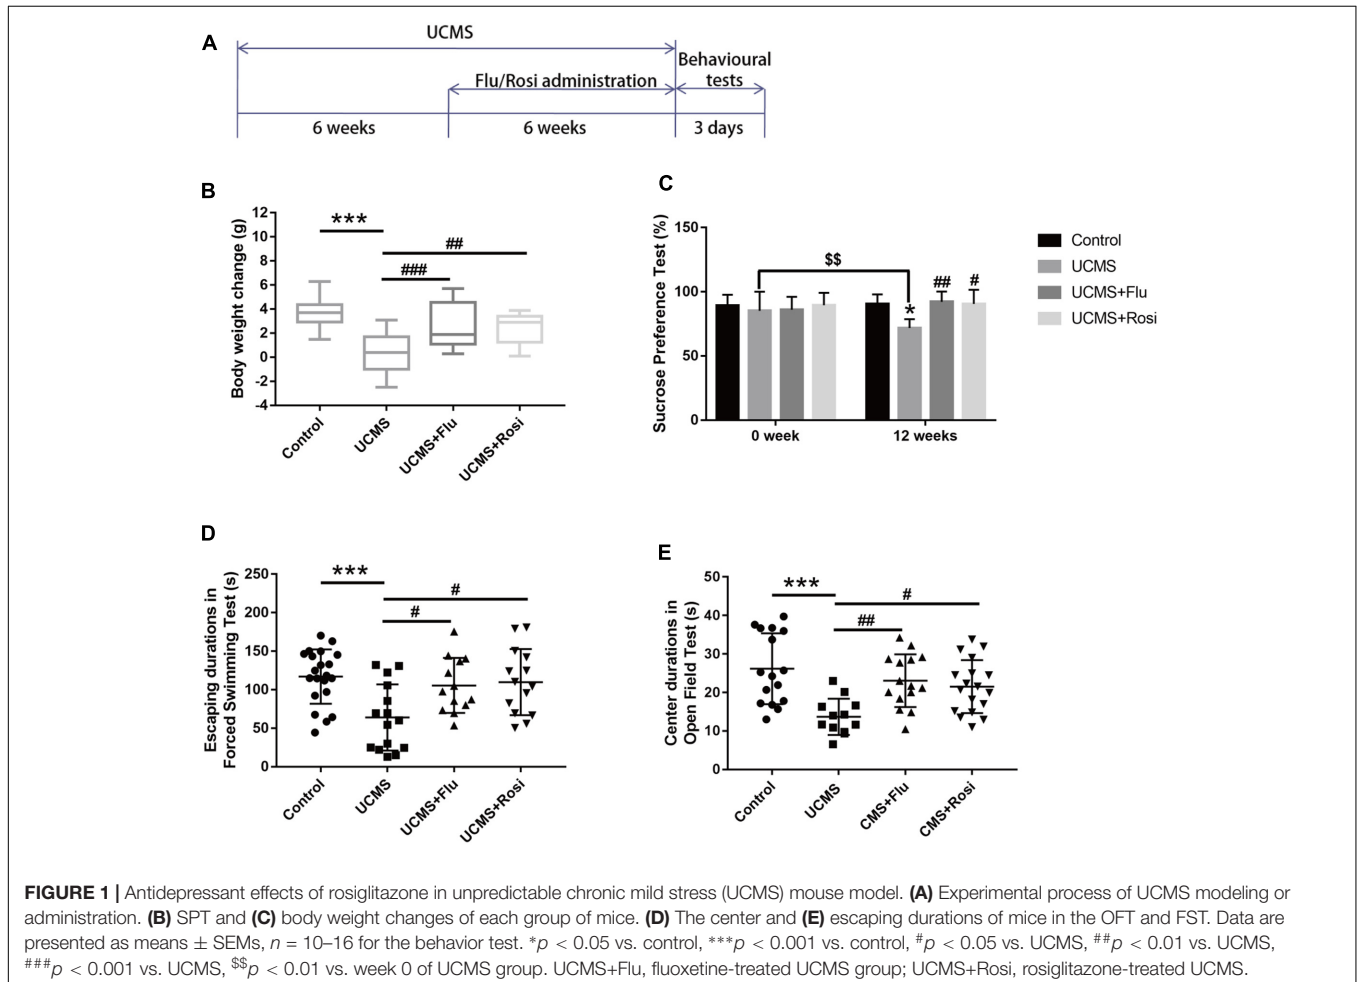 A
UCMS
Behavioural
tests
Flu/Rosi administration
6 weeks
6 weeks
3 days
B
Body weight change (g)
12
10
8
6
4
2
0
-2
-4
***
##
###
Control
UCMS
UCMS+Flu
UCMS+Rosi
C
Sucrose Preference Test (%)
150
100
50
0
$$
*
##
#
0 week
12 weeks
Control
UCMS
UCMS+Flu
UCMS+Rosi
D
Escaping durations in
Forced Swimming Test (s)
250
200
150
100
50
0
***
#
#
Control
UCMS
UCMS+Flu
UCMS+Rosi
E
Center durations in
Open Field Test (s)
50
40
30
20
10
0
***
#
##
Control
UCMS
CMS+Flu
CMS+Rosi
FIGURE 1 | Antidepressant effects of rosiglitazone in unpredictable chronic mild stress (UCMS) mouse model. (A) Experimental process of UCMS modeling or
administration. (B) SPT and (C) body weight changes of each group of mice. (D) The center and (E) escaping durations of mice in the OFT and FST. Data are
presented as means ± SEMs, n = 10–16 for the behavior test. *p < 0.05 vs. control, ***p < 0.001 vs. control, #p < 0.05 vs. UCMS, ##p < 0.01 vs. UCMS,
###p < 0.001 vs. UCMS, $$p < 0.01 vs. week 0 of UCMS group. UCMS+Flu, fluoxetine-treated UCMS group; UCMS+Rosi, rosiglitazone-treated UCMS.